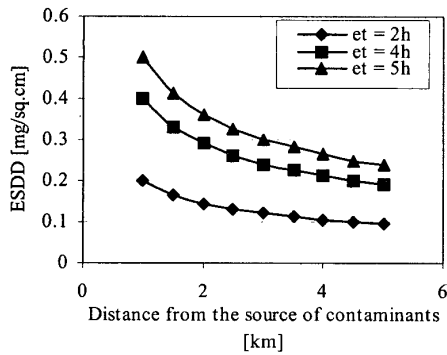 0.6
0.5
0.4
0.3
0.2
0.1
0
ESDD [mg/sq.cm]
et = 2h
et = 4h
et = 5h
0 2 4 6
Distance from the source of contaminants
[km]